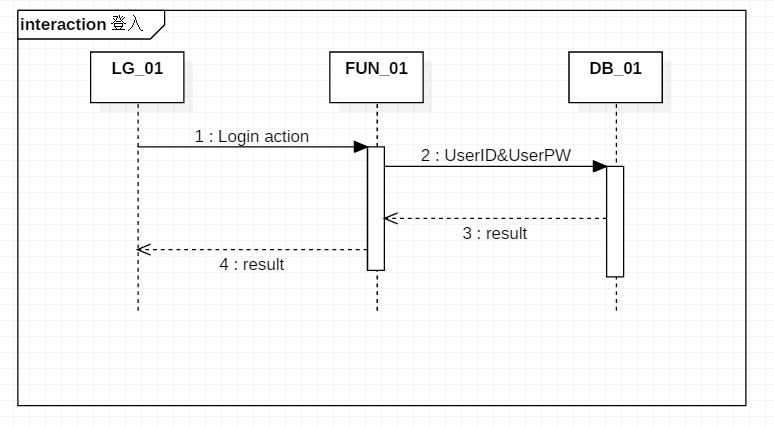 interaction 登入
LG_01
FUN_01
DB_01
1 : Login action
2 : UserID&UserPW
3 : result
4 : result